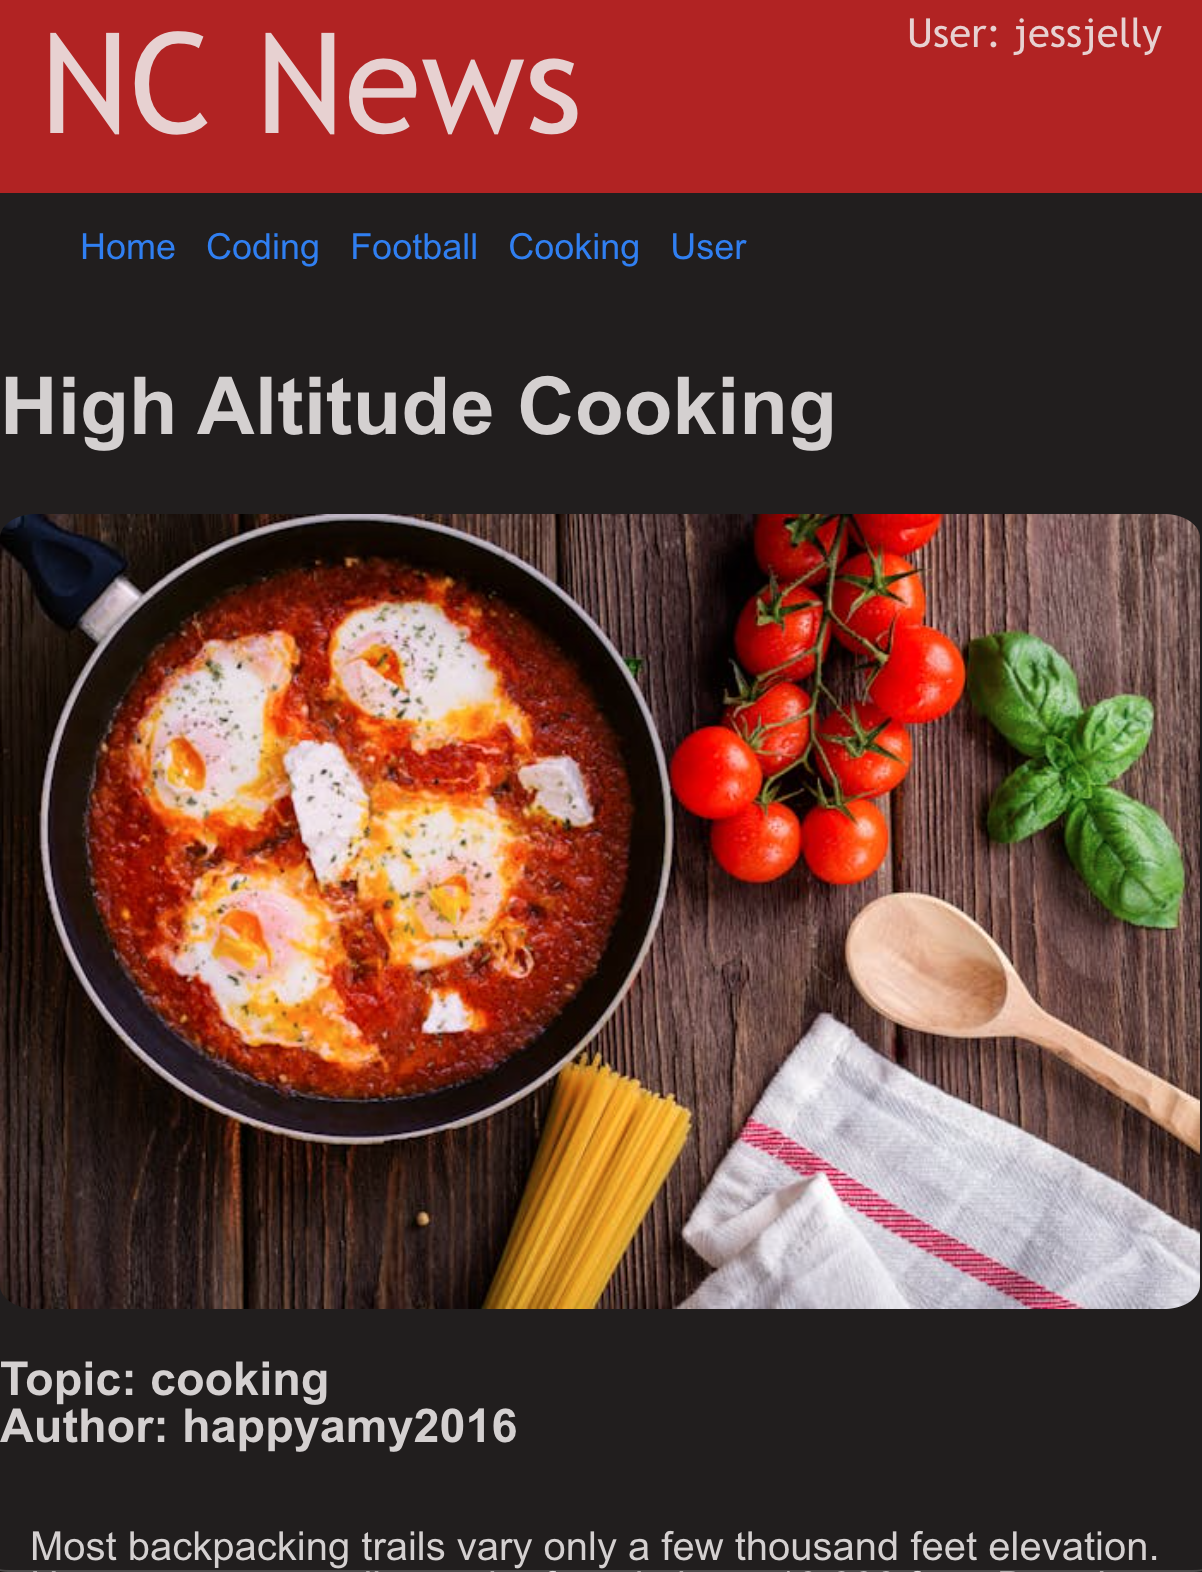 NC News
User: jessjelly
Home Coding Football Cooking User
High Altitude Cooking
Topic: cooking
Author: happyamy2016
Most backpacking trails vary only a few thousand feet elevation.